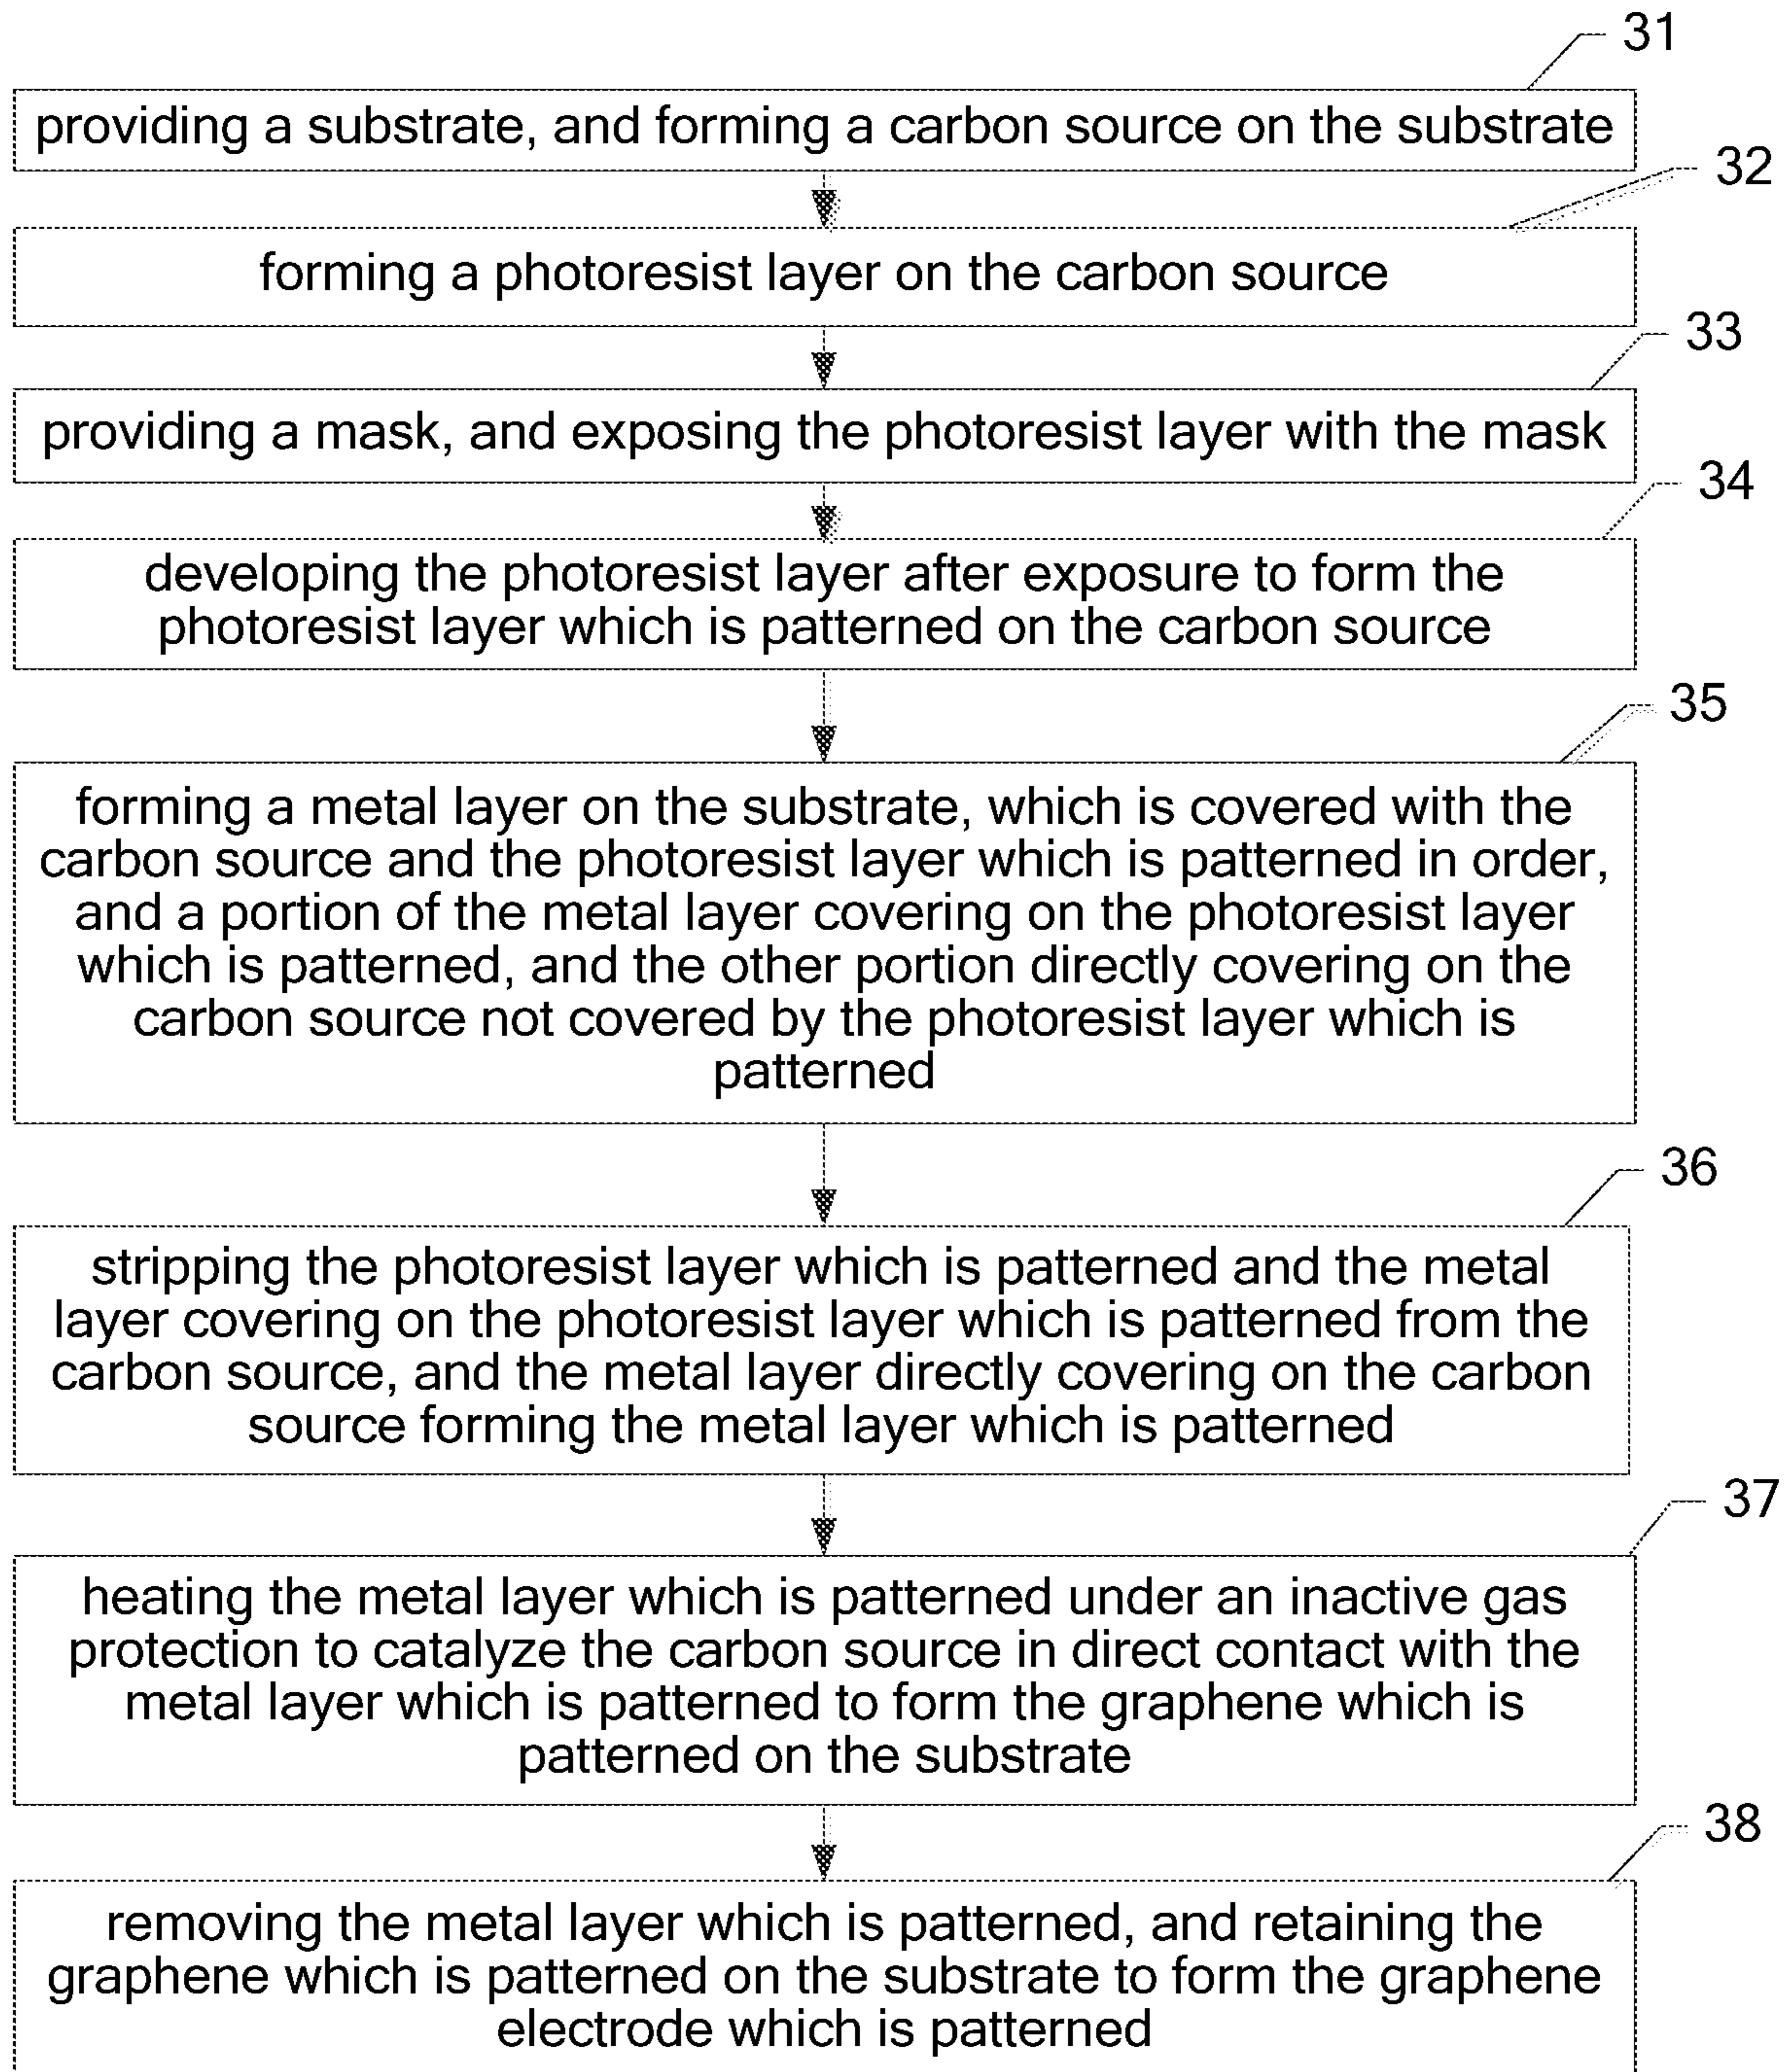 31
providing a substrate, and forming a carbon source on the substrate
32
forming a photoresist layer on the carbon source
33
providing a mask, and exposing the photoresist layer with the mask
34
developing the photoresist layer after exposure to form the
photoresist layer which is patterned on the carbon source
35
forming a metal layer on the substrate, which is covered with the
carbon source and the photoresist layer which is patterned in order,
and a portion of the metal layer covering on the photoresist layer
which is patterned, and the other portion directly covering on the
carbon source not covered by the photoresist layer which is
patterned
36
stripping the photoresist layer which is patterned and the metal
layer covering on the photoresist layer which is patterned from the
carbon source, and the metal layer directly covering on the carbon
source forming the metal layer which is patterned
37
heating the metal layer which is patterned under an inactive gas
protection to catalyze the carbon source in direct contact with the
metal layer which is patterned to form the graphene which is
patterned on the substrate
38
removing the metal layer which is patterned, and retaining the
graphene which is patterned on the substrate to form the graphene
electrode which is patterned